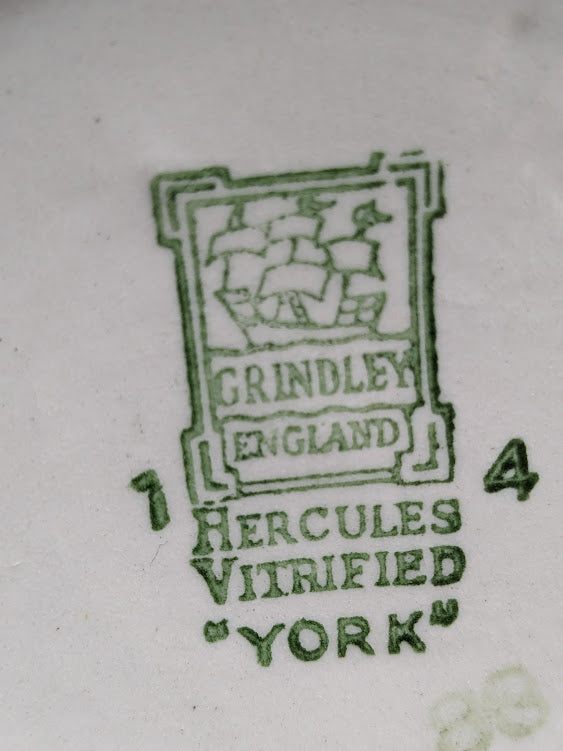 GRINDLEY
ENGLAND
1 4
HERCULES
VITRIFIED
"YORK"